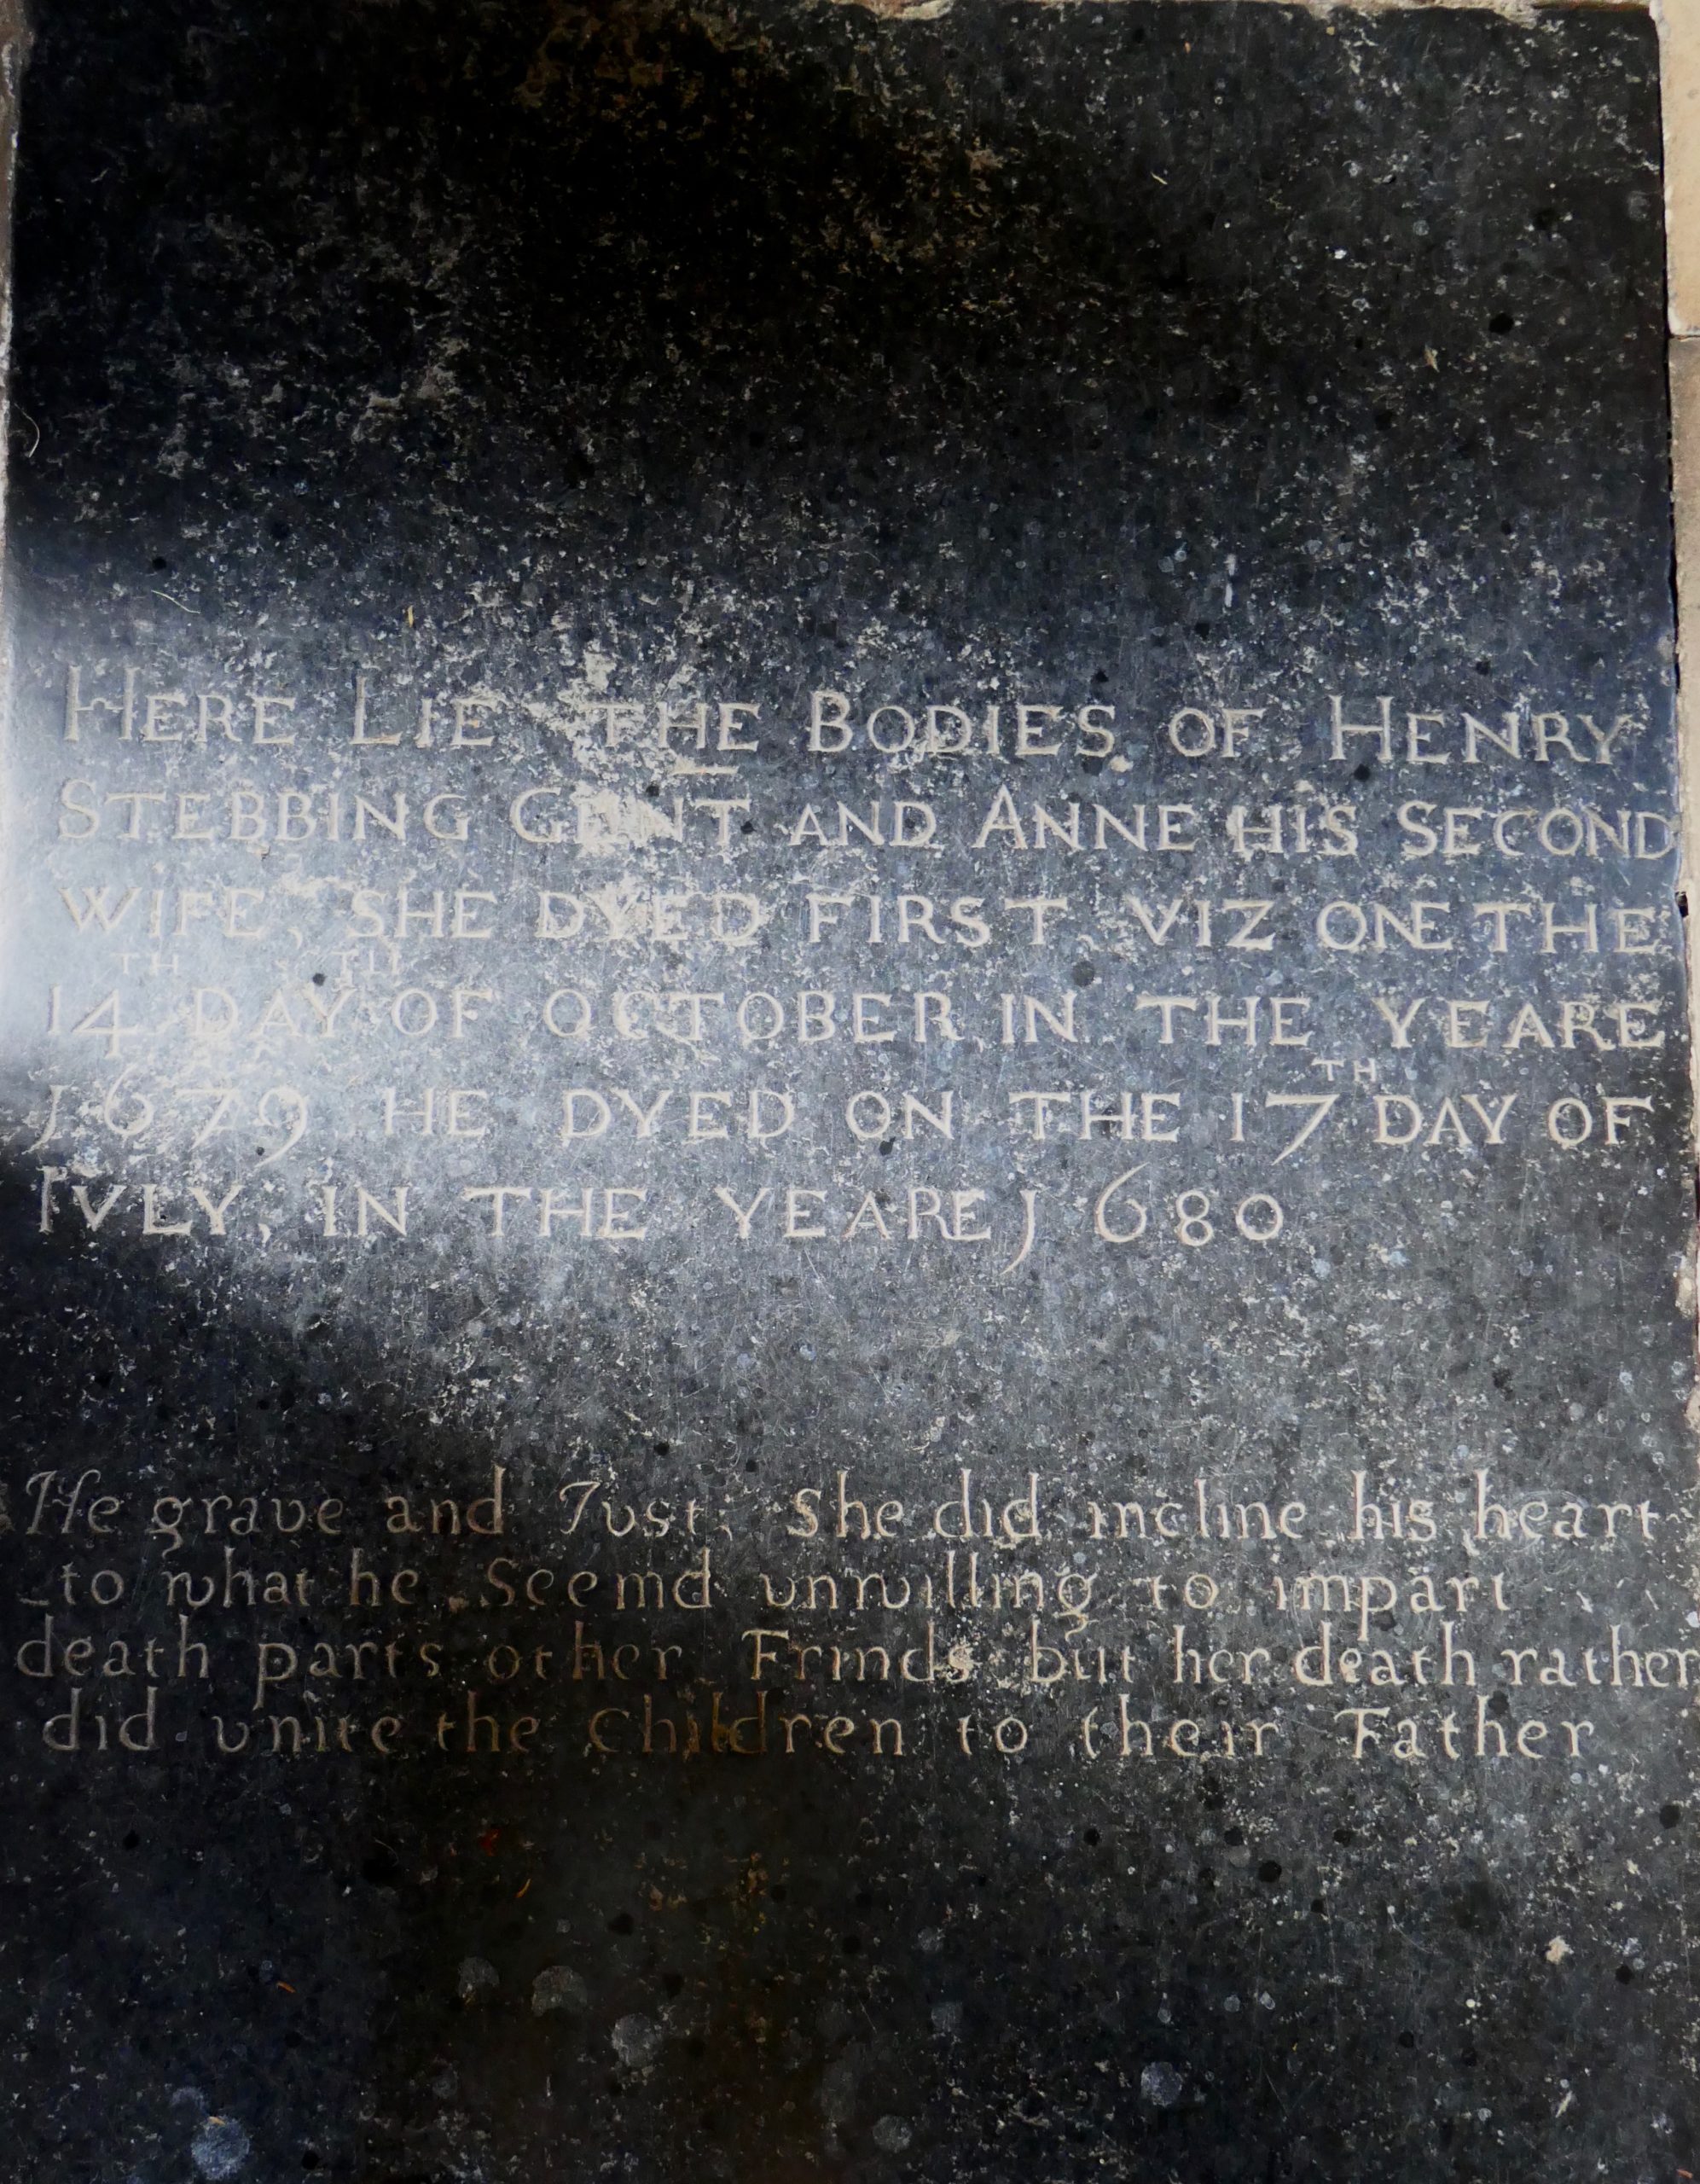 HERE LIE THE BODIES OF HENRY
STEBBING GENT AND ANNE HIS SECOND
WIFE, SHE DYED FIRST VIZ ONE THE
14TH DAY OF OCTOBER IN THE YEARE
J679 HE DYED ON THE 17TH DAY OF
IVLY, IN THE YEARE J680
He grave and Just, She did incline his heart
to what he Seemd unwilling to impart
death parts other Frinds but her death rather
did unite the Children to their Father